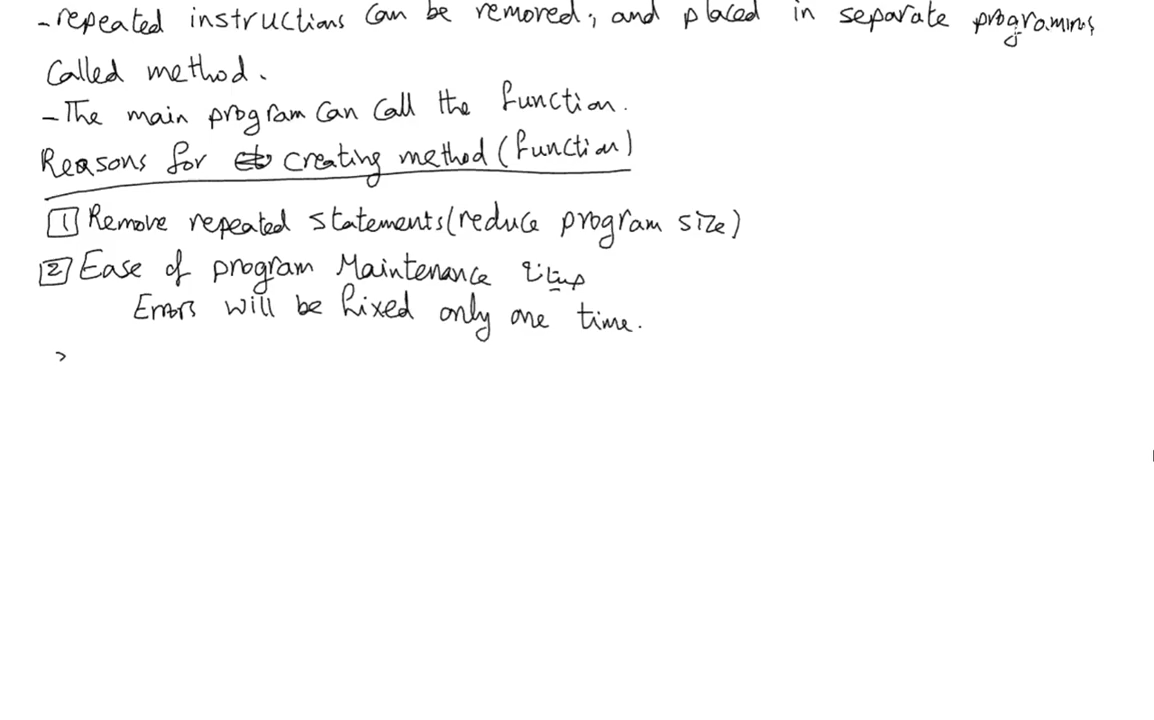 -repeated instructions can be removed, and placed in separate programms
Called method.
-The main program can call the function.
Reasons for creating method (function)
1 Remove repeated statements (reduce program size)
2 Ease of program Maintenance صيانة
Errors will be fixed only one time.